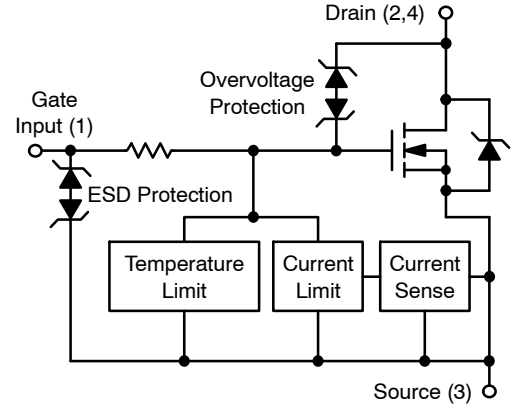 Drain (2,4)
Overvoltage
Protection
Gate
Input (1)
ESD Protection
Temperature
Limit
Current
Limit
Current
Sense
Source (3)